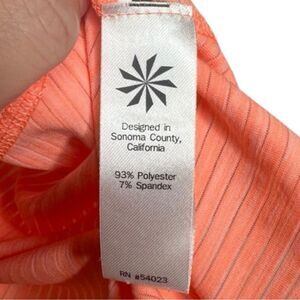 Designed in
Sonoma County,
California
93% Polyester
7% Spandex
RN #54023